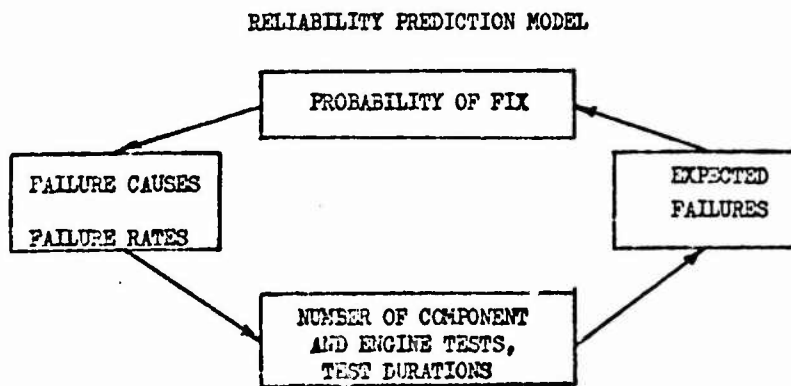 RELIABILITY PREDICTION MODEL
PROBABILITY OF FIX
FAILURE CAUSES
FAILURE RATES
EXPECTED
FAILURES
NUMBER OF COMPONENT
AND ENGINE TESTS,
TEST DURATIONS